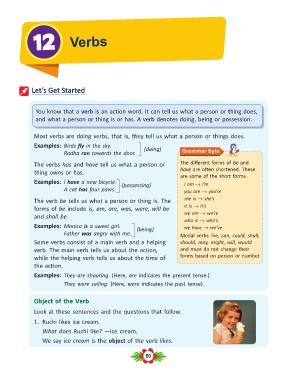 12 Verbs
Let's Get Started
You know that a verb is an action word. It can tell us what a person or thing does,
and what a person or thing is or has. A verb denotes doing, being or possession.
Most verbs are doing verbs, that is, they tell us what a person or things does.
Examples: Birds fly in the sky.
Radha ran towards the door. (doing)
The verbs has and have tell us what a person or
thing owns or has.
Examples: I have a new bicycle.
A cat has four paws. (possessing)
The verb be tells us what a person or thing is. The
forms of be include is, am, are, was, were, will be
and shall be.
Examples: Monica is a sweet girl.
Father was angry with me. (being)
Some verbs consist of a main verb and a helping
verb. The main verb tells us about the action,
while the helping verb tells us about the time of
the action.
Grammar Byte
The different forms of be and
have are often shortened. These
are some of the short forms.
I am → I'm
you are → you're
she is → she's
it is → it's
we are → we're
who is → who's
we have → we've
Modal verbs like, can, could, shall,
should, may, might, will, would
and must do not change their
forms based on person or number.
Examples: They are shouting. (Here, are indicates the present tense.)
They were sailing. (Here, were indicates the past tense).
Object of the Verb
Look at these sentences and the questions that follow.
1. Ruchi likes ice cream.
What does Ruchi like? —ice cream.
We say ice cream is the object of the verb likes.